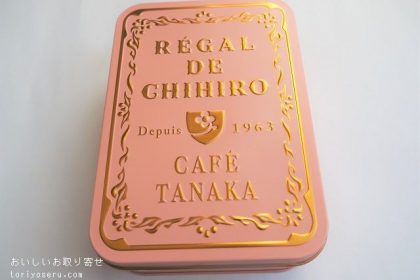 RÉGAL
DE
CHIHIRO
Depuis 1963
CAFÉ
TANAKA
おいしいお取り寄せ
toriyoseru.com